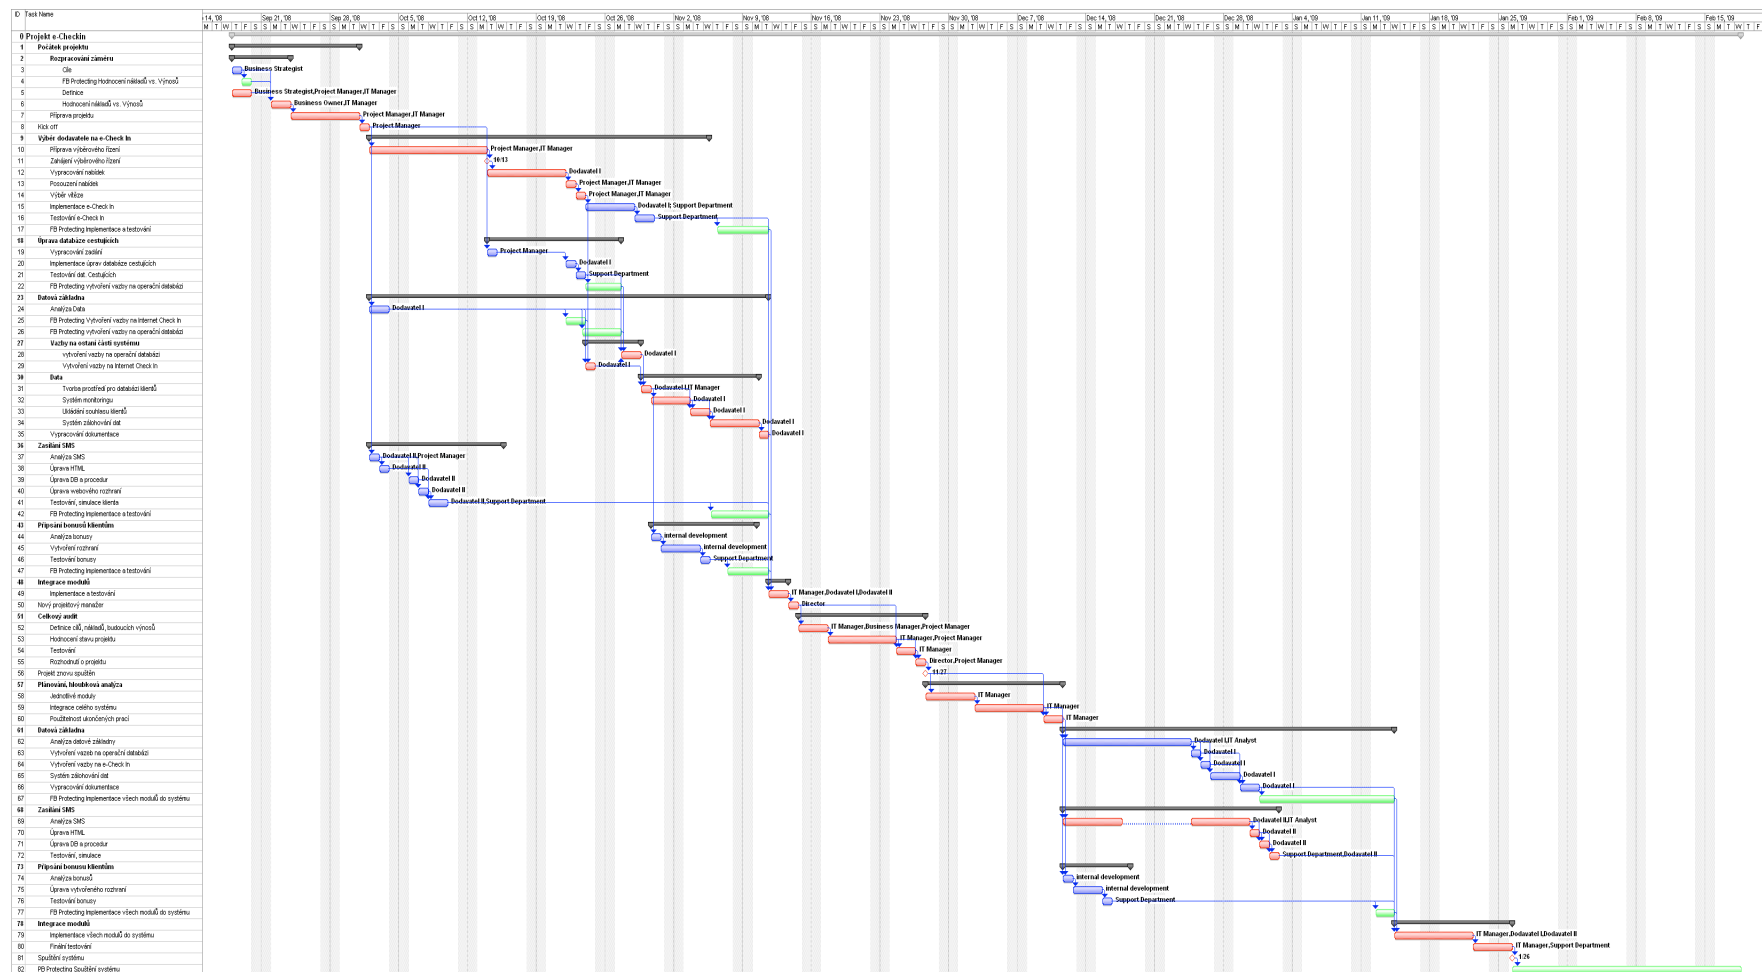 ID Task Name
14, '08 Sep 21, '08 Sep 28, '08 Oct 5, '08 Oct 12, '08 Oct 19, '08 Oct 26, '08 Nov 2, '08 Nov 9, '08 Nov 16, '08 Nov 23, '08 Nov 30, '08 Dec 7, '08 Dec 14, '08 Dec 21, '08 Dec 28, '08 Jan 4, '09 Jan 11, '09 Jan 18, '09 Jan 25, '09 Feb 1, '09 Feb 8, '09 Feb 15, '09
0 Projekt e-Checkin
1 Počátek projektu
2 Rozpracování záměru
3 Cíle Business Strategist
4 FB Protecting Hodnocení nákladů vs. Výnosů
5 Definice Business Strategist,Project Manager,IT Manager
6 Hodnocení nákladů vs. Výnosů Business Owner,IT Manager
7 Příprava projektu Project Manager,IT Manager
8 Kick off Project Manager
9 Výběr dodavatele na e-Check In
10 Příprava výběrového řízení Project Manager,IT Manager
11 Zahájení výběrového řízení 10/13
12 Vypracování nabídek Dodavatel I
13 Posouzení nabídek Project Manager,IT Manager
14 Výběr vítěze Project Manager,IT Manager
15 Implementace e-Check In Dodavatel I; Support Department
16 Testování e-Check In Support Department
17 FB Protecting Implementace a testování
18 Úprava databáze cestujících
19 Vypracování zadání Project Manager
20 Implementace úprav databáze cestujících Dodavatel I
21 Testování dat. Cestujících Support Department
22 FB Protecting vytvoření vazby na operační databázi
23 Datová základna
24 Analýza Data Dodavatel I
25 FB Protecting Vytvoření vazby na Internet Check In
26 FB Protecting vytvoření vazby na operační databázi
27 Vazby na ostaní části systému
28 vytvoření vazby na operační databázi Dodavatel I
29 Vytvoření vazby na Internet Check In Dodavatel I
30 Data
31 Tvorba prostředí pro databázi klientů Dodavatel I,IT Manager
32 Systém monitoringu Dodavatel I
33 Ukládání souhlasu klientů Dodavatel I
34 Systém zálohování dat Dodavatel I
35 Vypracování dokumentace Dodavatel I
36 Zasílání SMS
37 Analýza SMS Dodavatel II,Project Manager
38 Úprava HTML Dodavatel II
39 Úprava DB a procedur Dodavatel II
40 Úprava webového rozhraní Dodavatel II
41 Testování, simulace klienta Dodavatel II,Support Department
42 FB Protecting Implementace a testování
43 Připsání bonusů klientům
44 Analýza bonusy internal development
45 Vytvoření rozhraní internal development
46 Testování bonusy Support Department
47 FB Protecting Implementace a testování
48 Integrace modulů
49 Implementace a testování IT Manager,Dodavatel I,Dodavatel II
50 Nový projektový manažer Director
51 Celkový audit
52 Definice cílů, nákladů, budoucích výnosů IT Manager,Business Manager,Project Manager
53 Hodnocení stavu projektu IT Manager,Project Manager
54 Testování IT Manager
55 Rozhodnutí o projektu Director,Project Manager
56 Projekt znovu spuštěn 11/27
57 Plánování, hloubková analýza
58 Jednotlivé moduly IT Manager
59 Integrace celého systému IT Manager
60 Použitelnost ukončených prací IT Manager
61 Datová základna
62 Analýza datové základny Dodavatel I,IT Analyst
63 Vytvoření vazeb na operační databázi Dodavatel I
64 Vytvoření vazby na e-Check In Dodavatel I
65 Systém zálohování dat Dodavatel I
66 Vypracování dokumentace Dodavatel I
67 FB Protecting Implementace všech modulů do systému
68 Zasílání SMS
69 Analýza SMS Dodavatel II,IT Analyst
70 Úprava HTML Dodavatel II
71 Úprava DB a procedur Dodavatel II
72 Testování, simulace Support Department,Dodavatel II
73 Připsání bonusu klientům
74 Analýza bonusů internal development
75 Úprava vytvořeného rozhraní internal development
76 Testování bonusy Support Department
77 FB Protecting Implementace všech modulů do systému
78 Integrace modulů
79 Implementace všech modulů do systému IT Manager,Dodavatel I,Dodavatel II
80 Finální testování IT Manager,Support Department
81 Spuštění systému 1/26
82 PB Protecting Spuštění systému